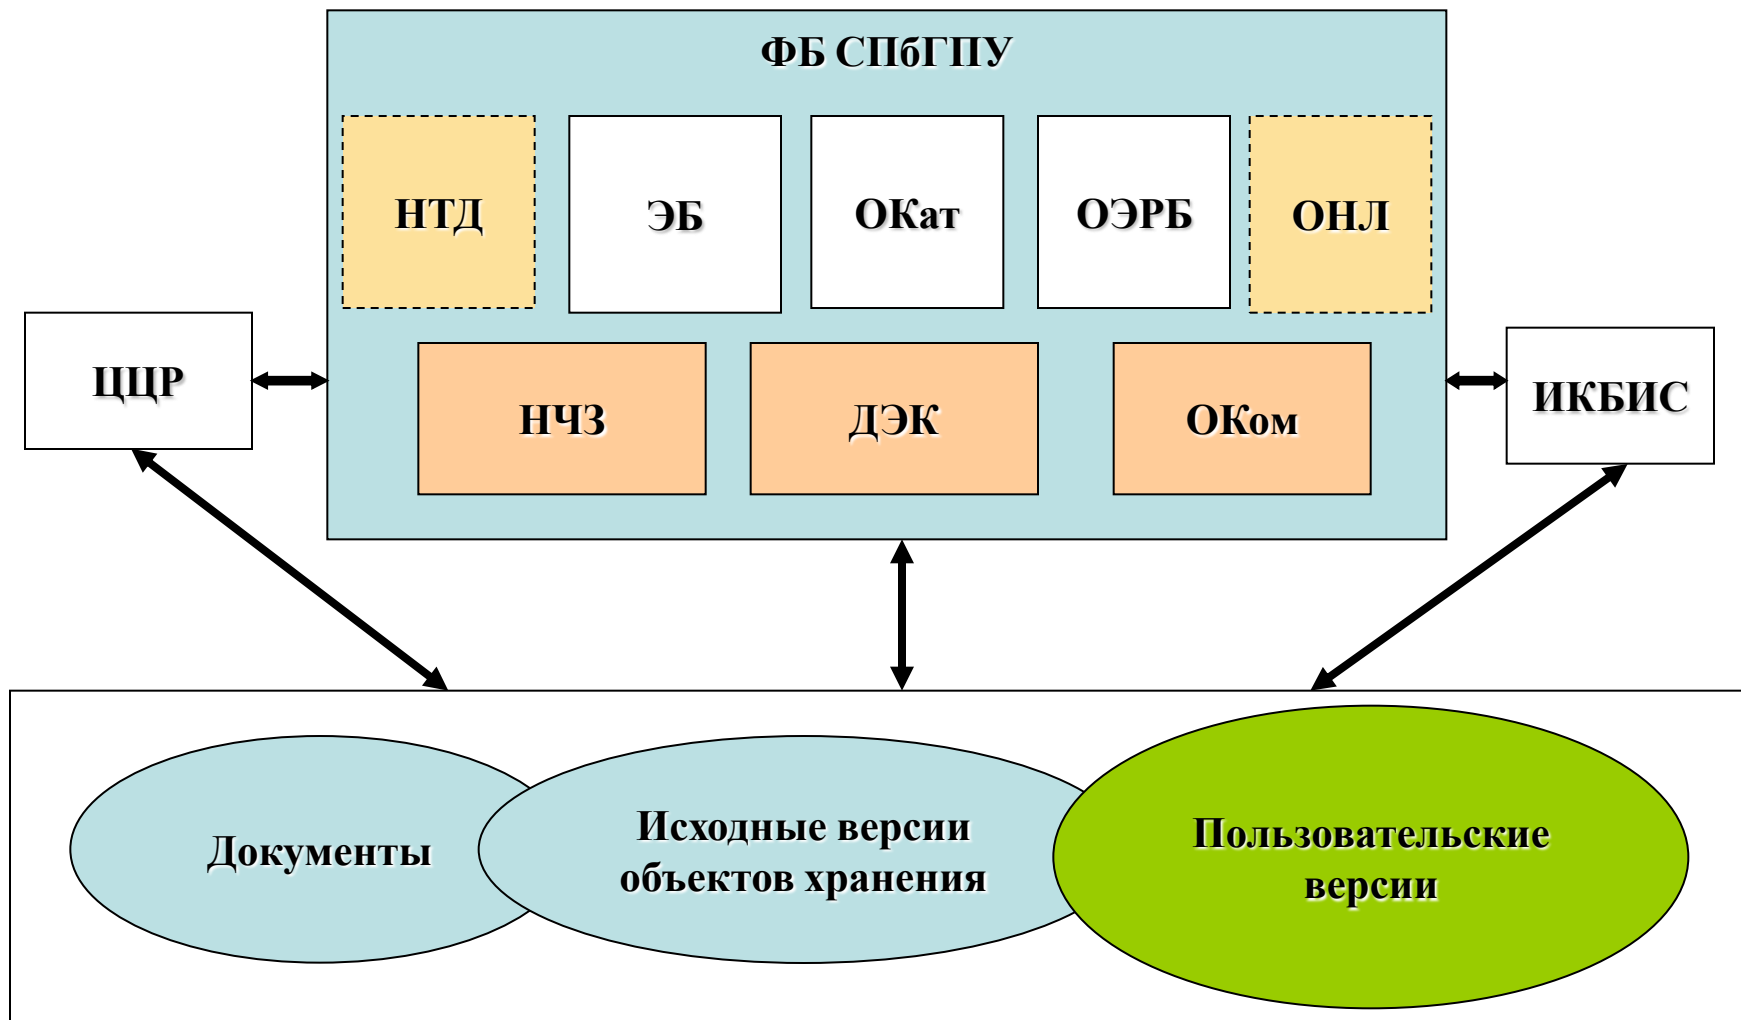 ФБ СПбГПУ
НТД
ЭБ
ОКат
ОЭРБ
ОНЛ
ЦЦР
НЧЗ
ДЭК
ОКом
ИКБИС
Документы
Исходные версии
объектов хранения
Пользовательские
версии